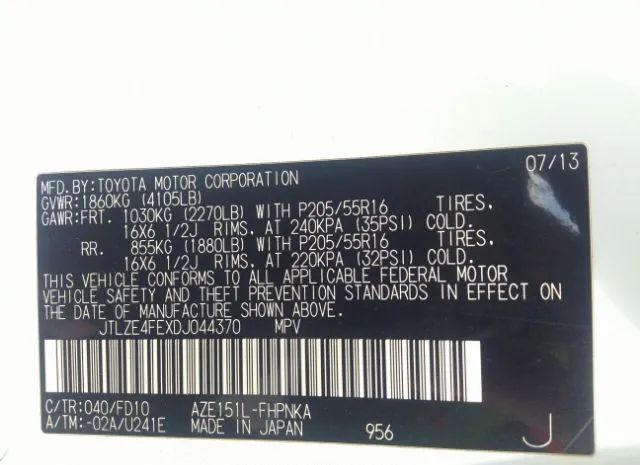 07/13
MFD.BY:TOYOTA MOTOR CORPORATION
GVWR:1860KG (4105LB)
GAWR:FRT. 1030KG (2270LB) WITH P205/55R16 TIRES,
16X6 1/2J RIMS. AT 240KPA (35PSI) COLD.
RR. 855KG (1880LB) WITH P205/55R16 TIRES,
16X6 1/2J RIMS. AT 220KPA (32PSI) COLD.
THIS VEHICLE CONFORMS TO ALL APPLICABLE FEDERAL MOTOR
VEHICLE SAFETY AND THEFT PREVENTION STANDARDS IN EFFECT ON
THE DATE OF MANUFACTURE SHOWN ABOVE.
JTLZE4FEXDJ044370 MPV
C/TR:040/FD10 AZE151L-FHPNKA
A/TM:-02A/U241E MADE IN JAPAN 956 J